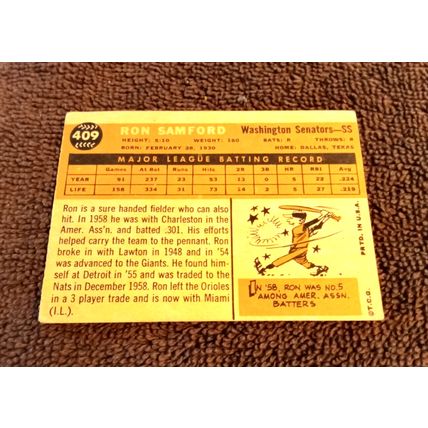 409
RON SAMFORD Washington Senators—SS
HEIGHT: 5:10 WEIGHT: 160 BATS: R THROWS: R
BORN: FEBRUARY 28, 1930 HOME: DALLAS, TEXAS
MAJOR LEAGUE BATTING RECORD
Games At Bat Runs Hits 2B 3B HR RBI Avg.
YEAR 91 237 23 53 13 0 5 22 .224
LIFE 158 334 31 73 14 2 5 27 .219
Ron is a sure handed fielder who can also
hit. In 1958 he was with Charleston in the
Amer. Ass'n. and batted .301. His efforts
helped carry the team to the pennant. Ron
broke in with Lawton in 1948 and in '54
was advanced to the Giants. He found him-
self at Detroit in '55 and was traded to the
Nats in December 1958. Ron left the Orioles
in a 3 player trade and is now with Miami
(I.L.).
IN '58, RON WAS NO. 5
AMONG AMER. ASSN.
BATTERS
©T.C.G. PRTD. IN U.S.A.